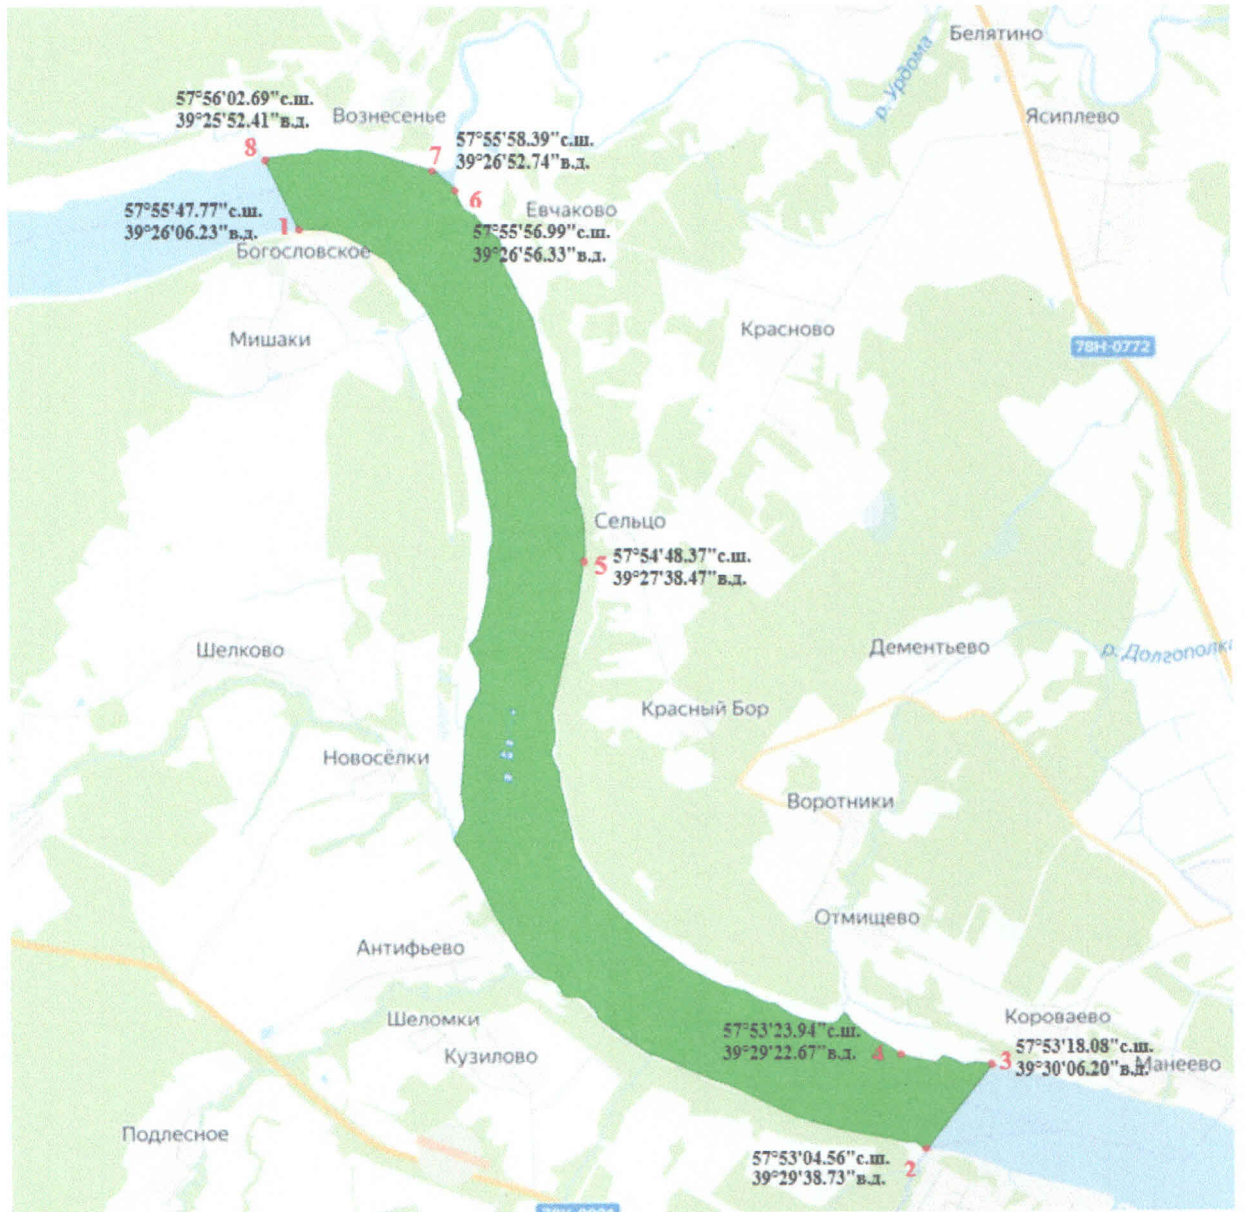 Белятино
р. Урдома
57°56'02.69"с.ш.
39°25'52.41"в.д.
Вознесенье
Ясиплево
8
57°55'58.39"с.ш.
39°26'52.74"в.д.
7
6
57°55'47.77"с.ш.
39°26'06.23"в.д.
1
Евчаково
57°55'56.99"с.ш.
39°26'56.33"в.д.
Богословское
Мишаки
Красново
78Н-0772
Сельцо
57°54'48.37"с.ш.
39°27'38.47"в.д.
5
Шелково
Дементьево
р. Долгополка
Красный Бор
Новосёлки
Воротники
Отмищево
Антифьево
Шеломки
Короваево
57°53'23.94"с.ш.
39°29'22.67"в.д.
4
Кузилово
57°53'18.08"с.ш.
39°30'06.20"в.д.
3
Манеево
Подлесное
57°53'04.56"с.ш.
39°29'38.73"в.д.
2